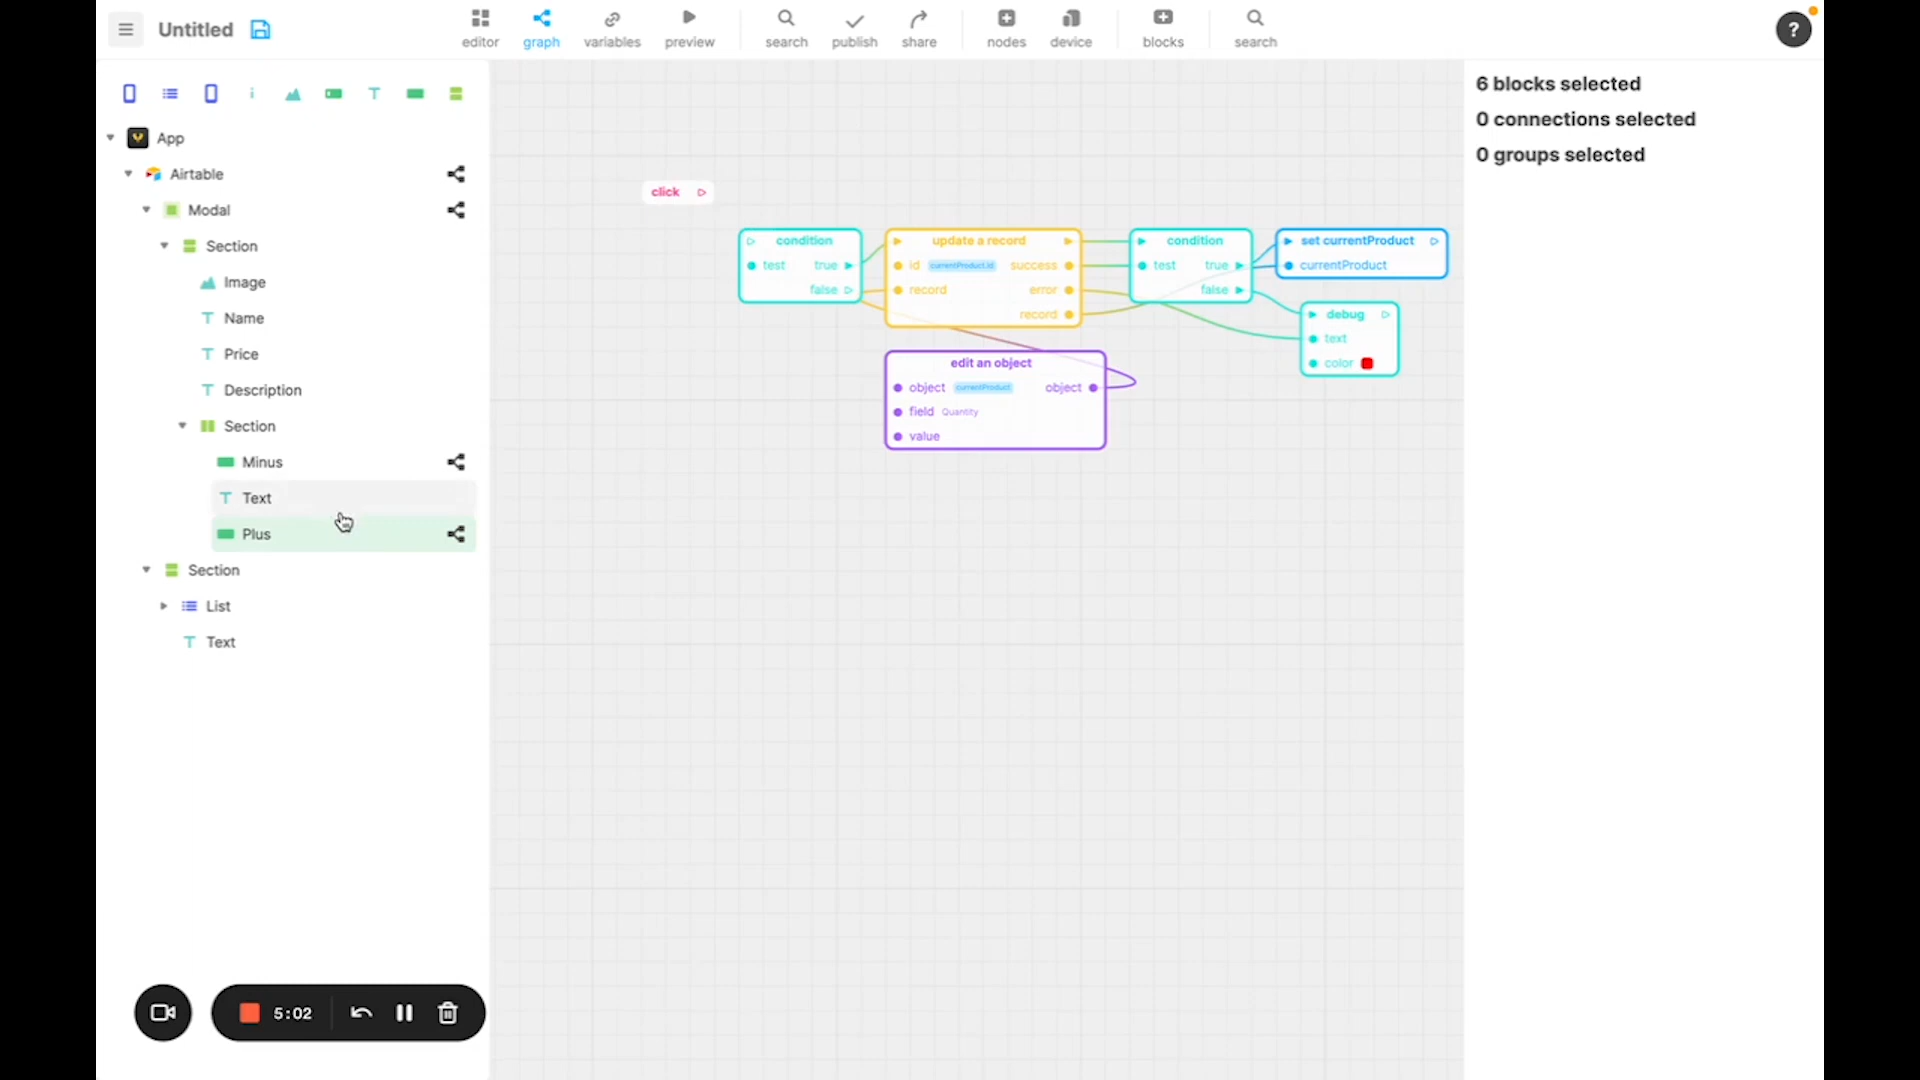 Untitled
editor
graph
variables
preview
search
publish
share
nodes
device
blocks
search
?
6 blocks selected
0 connections selected
0 groups selected
App
Airtable
Modal
Section
Image
Name
Price
Description
Section
Minus
Text
Plus
Section
List
Text
click
condition
test true
false
update a record
id currentProduct.id success
record error
record
condition
test true
false
set currentProduct
currentProduct
debug
text
color
edit an object
object currentProduct object
field Quantity
value
5:02